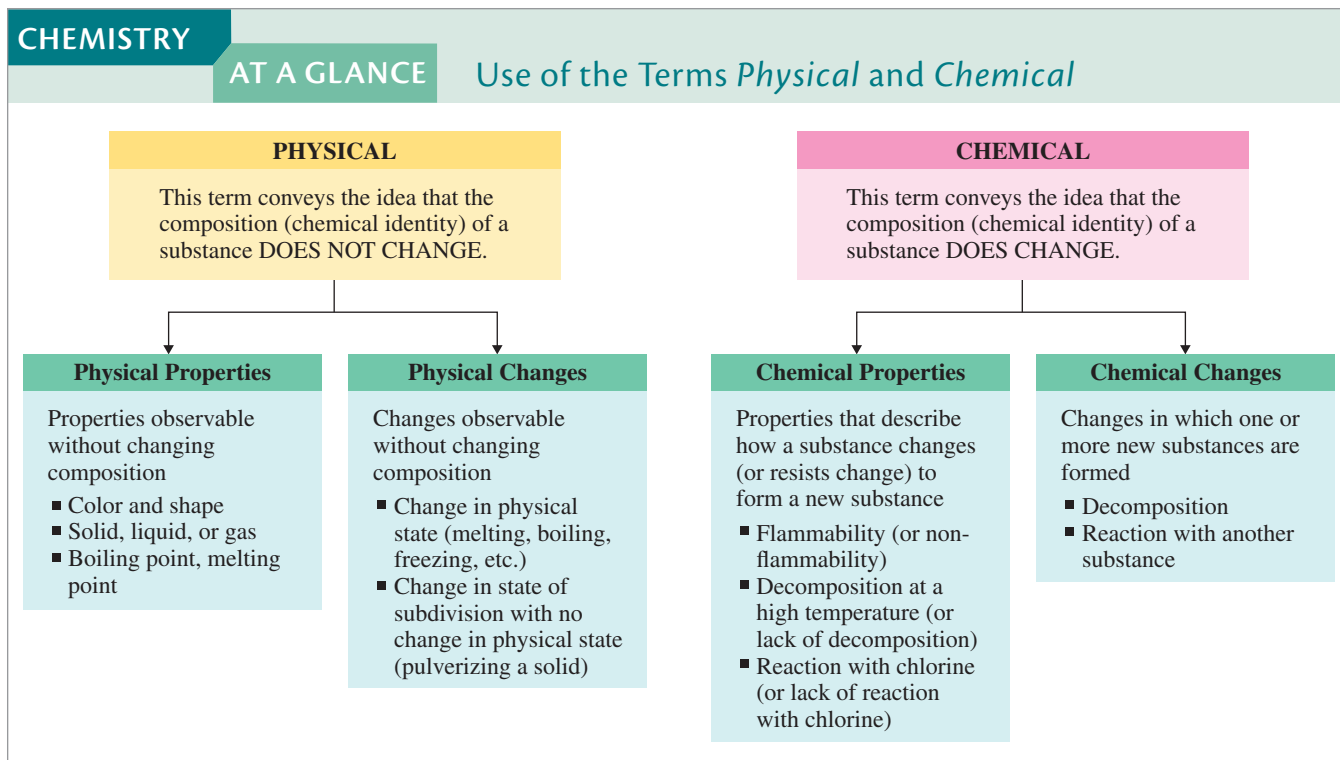 CHEMISTRY
AT A GLANCE
Use of the Terms Physical and Chemical
PHYSICAL
This term conveys the idea that the
composition (chemical identity) of a
substance DOES NOT CHANGE.
CHEMICAL
This term conveys the idea that the
composition (chemical identity) of a
substance DOES CHANGE.
Physical Properties
Properties observable
without changing
composition
■ Color and shape
■ Solid, liquid, or gas
■ Boiling point, melting
point
Physical Changes
Changes observable
without changing
composition
■ Change in physical
state (melting, boiling,
freezing, etc.)
■ Change in state of
subdivision with no
change in physical state
(pulverizing a solid)
Chemical Properties
Properties that describe
how a substance changes
(or resists change) to
form a new substance
■ Flammability (or non-
flammability)
■ Decomposition at a
high temperature (or
lack of decomposition)
■ Reaction with chlorine
(or lack of reaction
with chlorine)
Chemical Changes
Changes in which one or
more new substances are
formed
■ Decomposition
■ Reaction with another
substance